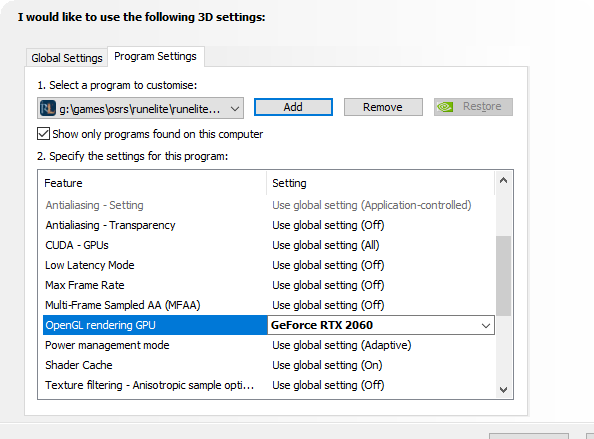 I would like to use the following 3D settings:
Global Settings
Program Settings
1. Select a program to customise:
RL g:\games\osrs\runelite\runelite...
Add
Remove
Restore
Show only programs found on this computer
2. Specify the settings for this program:
Feature Setting
Antialiasing - Setting Use global setting (Application-controlled)
Antialiasing - Transparency Use global setting (Off)
CUDA - GPUs Use global setting (All)
Low Latency Mode Use global setting (Off)
Max Frame Rate Use global setting (Off)
Multi-Frame Sampled AA (MFAA) Use global setting (Off)
OpenGL rendering GPU GeForce RTX 2060
Power management mode Use global setting (Adaptive)
Shader Cache Use global setting (On)
Texture filtering - Anisotropic sample opti... Use global setting (Off)